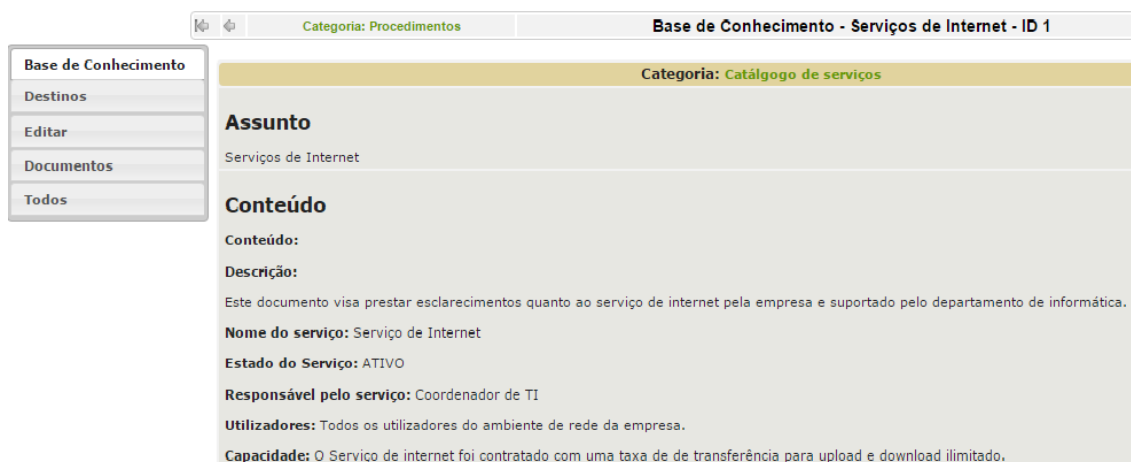 Categoria: Procedimentos
Base de Conhecimento - Serviços de Internet - ID 1
Base de Conhecimento
Destinos
Editar
Documentos
Todos
Categoria: Catálgogo de serviços
Assunto
Serviços de Internet
Conteúdo
Conteúdo:
Descrição:
Este documento visa prestar esclarecimentos quanto ao serviço de internet pela empresa e suportado pelo departamento de informática.
Nome do serviço: Serviço de Internet
Estado do Serviço: ATIVO
Responsável pelo serviço: Coordenador de TI
Utilizadores: Todos os utilizadores do ambiente de rede da empresa.
Capacidade: O Serviço de internet foi contratado com uma taxa de de transferência para upload e download ilimitado.